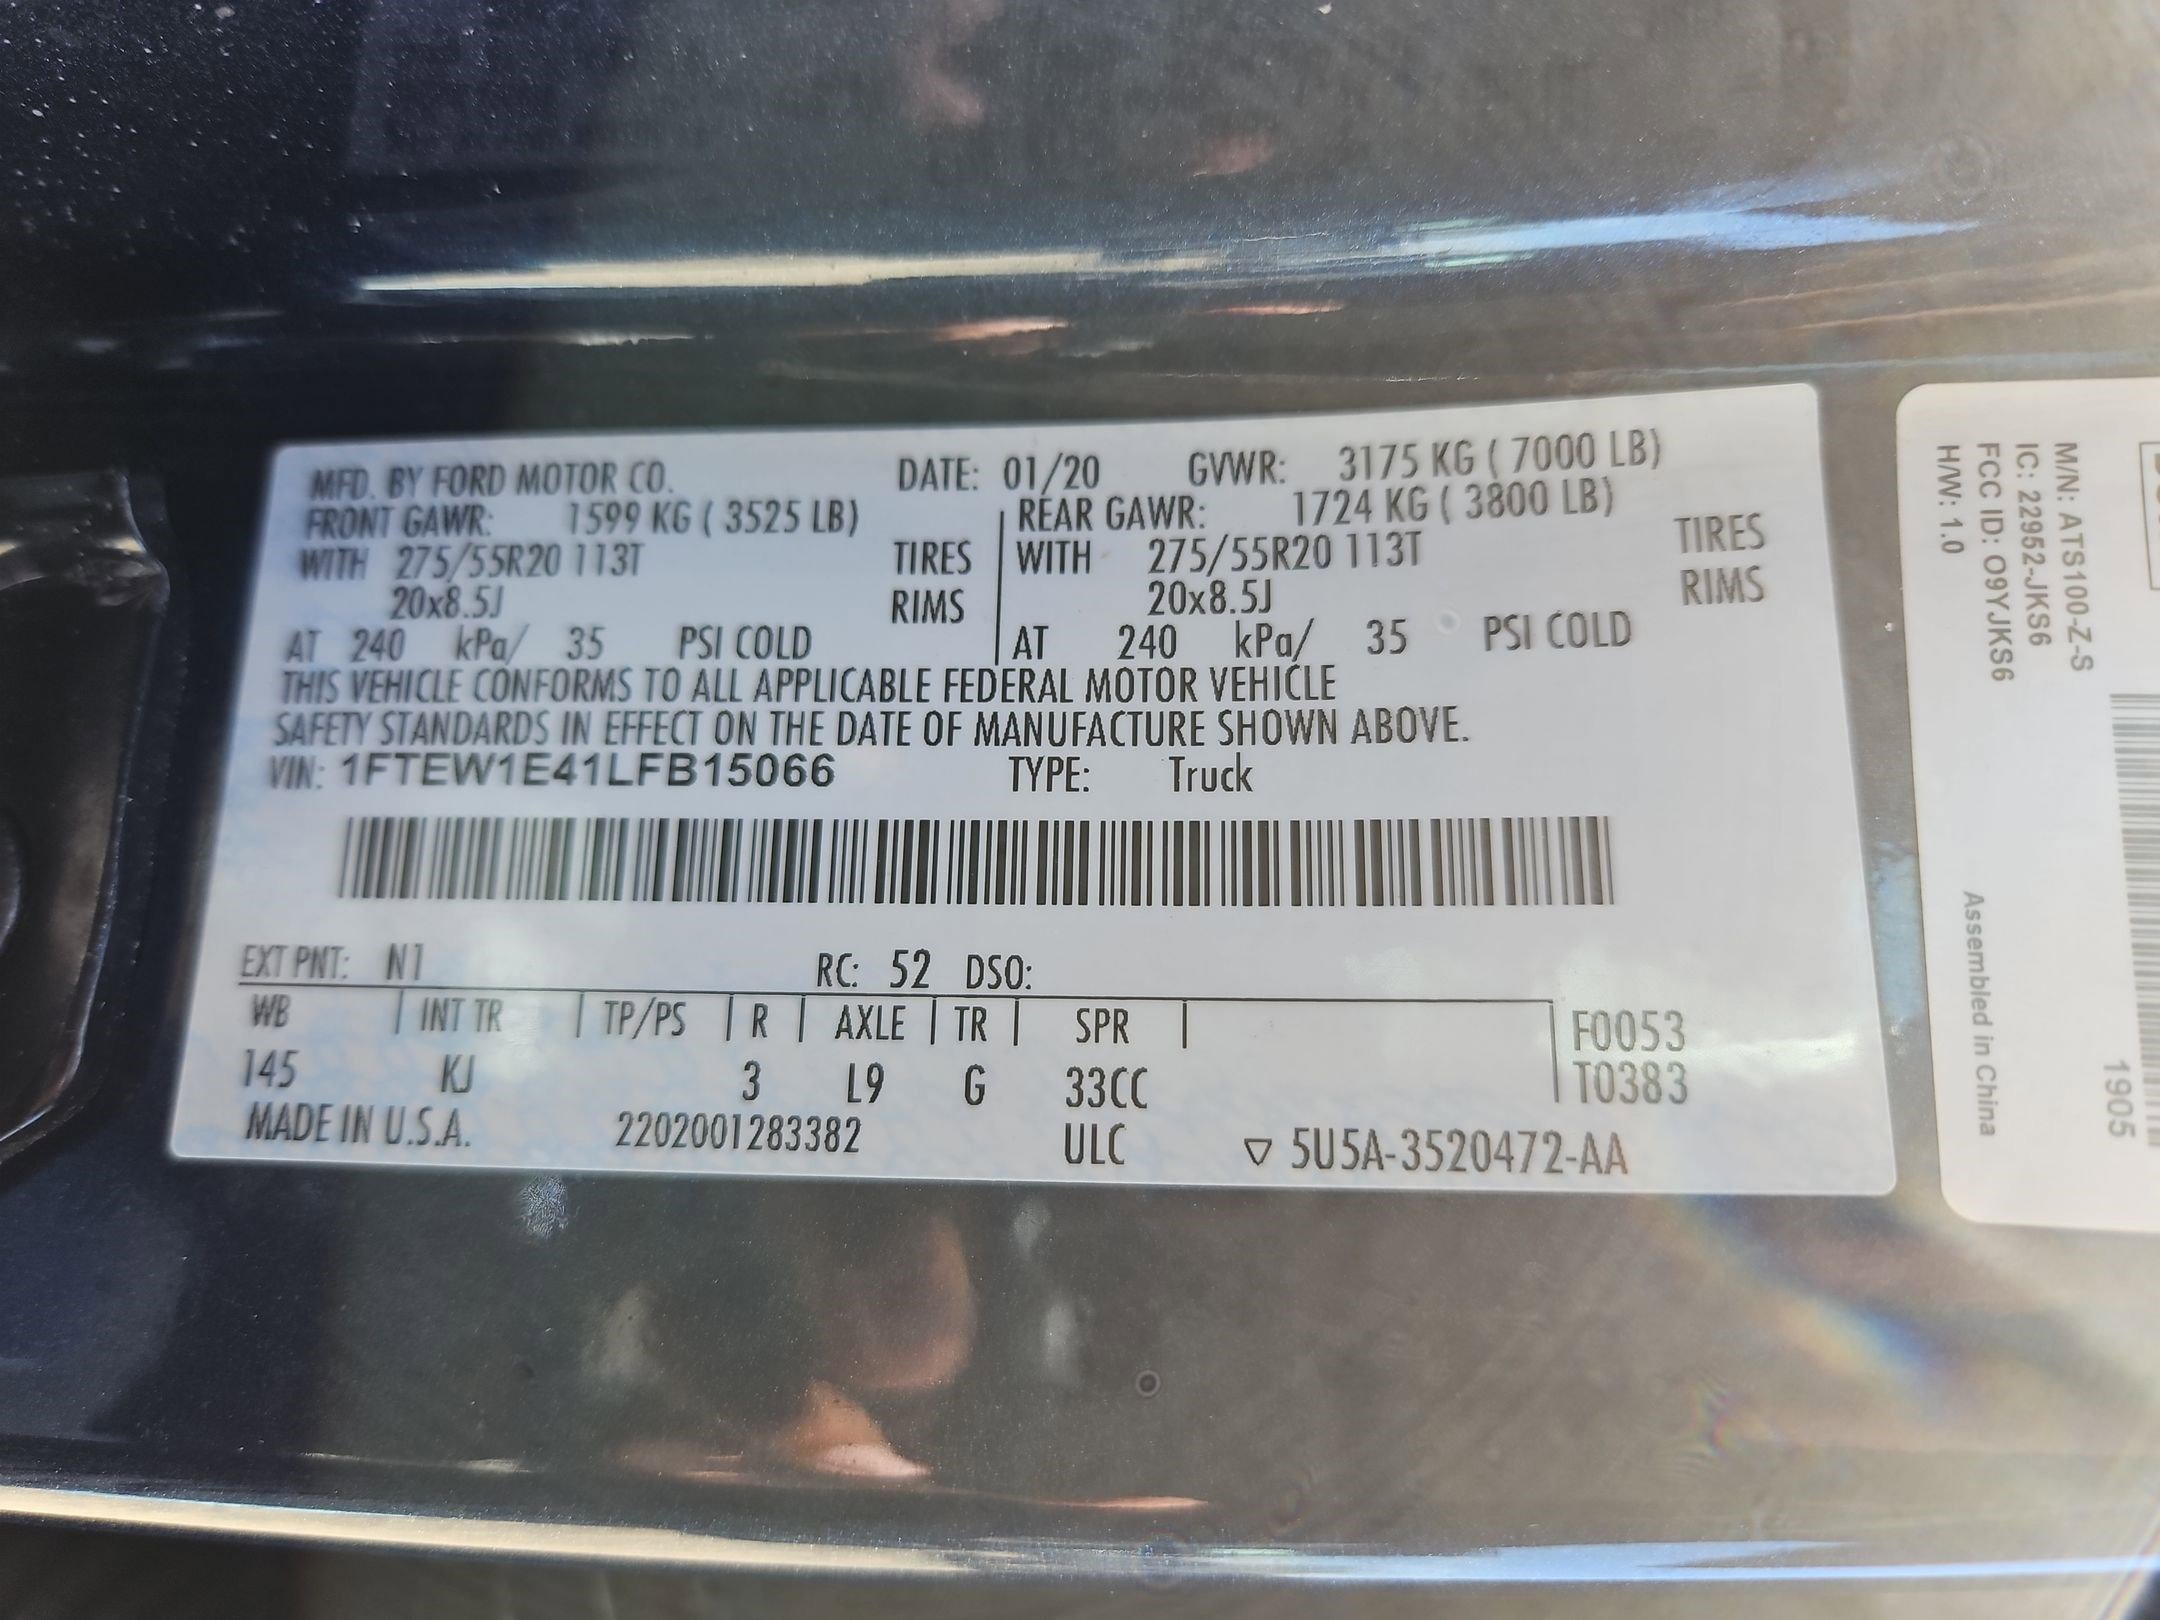 MFD. BY FORD MOTOR CO. DATE: 01/20 GVWR: 3175 KG ( 7000 LB)
FRONT GAWR: 1599 KG ( 3525 LB) REAR GAWR: 1724 KG ( 3800 LB)
WITH 275/55R20 113T TIRES WITH 275/55R20 113T TIRES
20x8.5J RIMS 20x8.5J RIMS
AT 240 kPa/ 35 PSI COLD AT 240 kPa/ 35 PSI COLD
THIS VEHICLE CONFORMS TO ALL APPLICABLE FEDERAL MOTOR VEHICLE
SAFETY STANDARDS IN EFFECT ON THE DATE OF MANUFACTURE SHOWN ABOVE.
VIN: 1FTEW1E41LFB15066 TYPE: Truck
EXT PNT: N1 RC: 52 DSO:
WB INT TR TP/PS R AXLE TR SPR F0053
145 KJ 3 L9 G 33CC T0383
MADE IN U.S.A. 2202001283382 ULC ▽ 5U5A-3520472-AA
M/N: ATS100-Z-S
IC: 22952-JKS6
FCC ID: O9YJKS6
H/W: 1.0
Assembled in China
1905